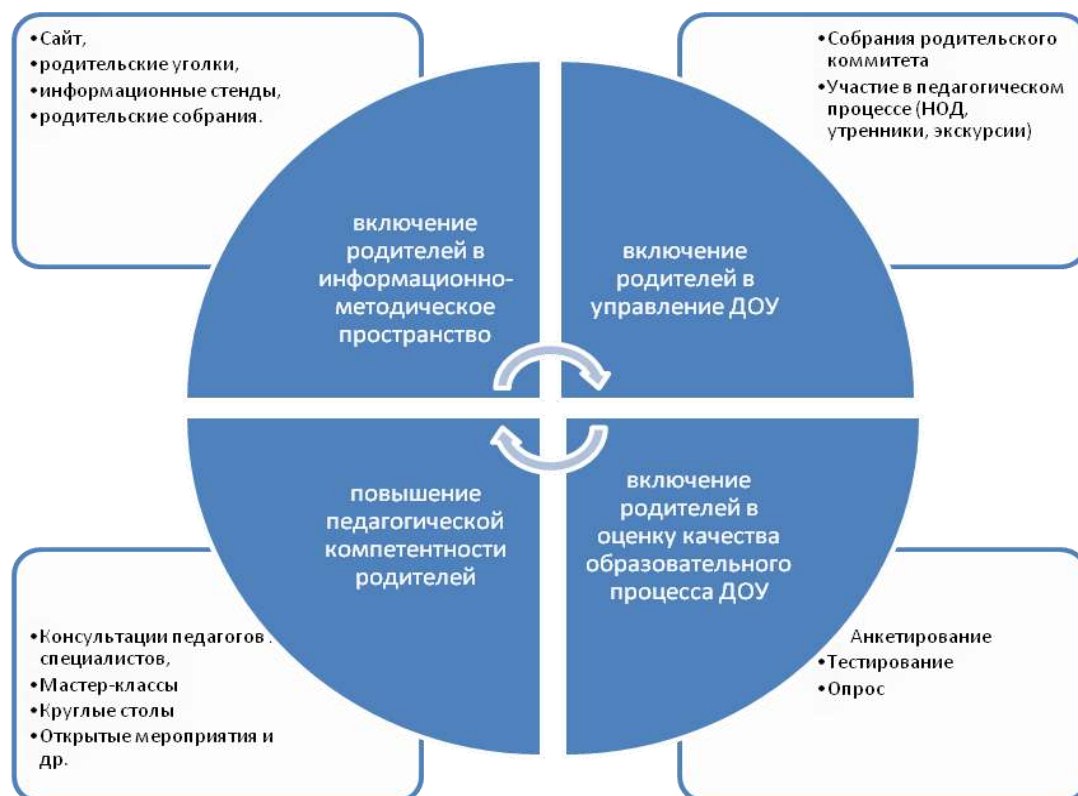 •Сайт,
•родительские уголки,
•информационные стенды,
•родительские собрания.
•Собрания родительского
коммитета
•Участие в педагогическом
процессе (НОД,
утренники, экскурсии)
включение
родителей в
информационно-
методическое
пространство
включение
родителей в
управление ДОУ
повышение
педагогической
компетентности
родителей
включение
родителей в
оценку качества
образовательного
процесса ДОУ
•Консультации педагогов
специалистов,
•Мастер-классы
•Круглые столы
•Открытые мероприятия и
др.
Анкетирование
•Тестирование
•Опрос